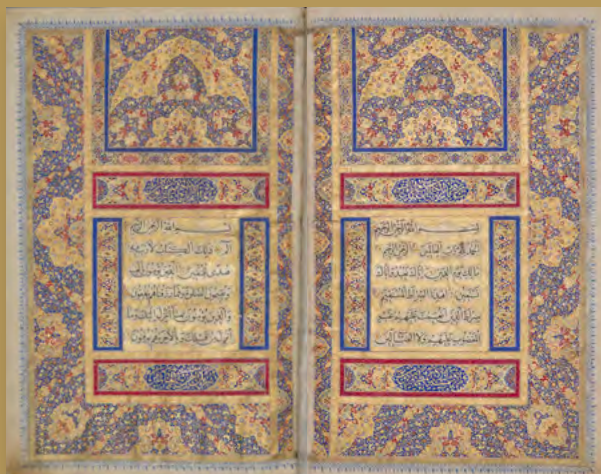 بسم الله الرحمن الرحيم
الحمد لله رب العالمين الرحمن الرحيم
مالك يوم الدين إياك نعبد وإياك
نستعين اهدنا الصراط المستقيم
صراط الذين أنعمت عليهم غير
المغضوب عليهم ولا الضالين
بسم الله الرحمن الرحيم
الم ذلك الكتاب لا ريب فيه
هدى للمتقين الذين يؤمنون بالغيب
ويقيمون الصلوة ومما رزقناهم ينفقون
والذين يؤمنون بما أنزل إليك وما
أنزل من قبلك وبالآخرة هم يوقنون